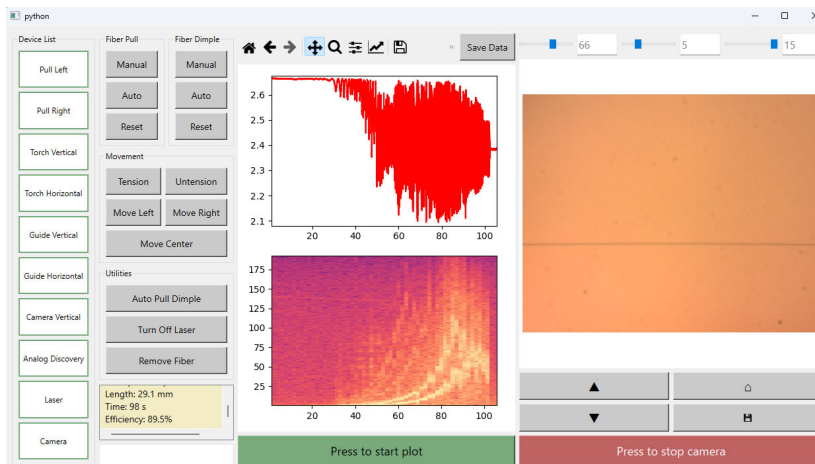 python
Device List
Pull Left
Pull Right
Torch Vertical
Torch Horizontal
Guide Vertical
Guide Horizontal
Camera Vertical
Analog Discovery
Laser
Camera
Fiber Pull
Manual
Auto
Reset
Fiber Dimple
Manual
Auto
Reset
Movement
Tension
Untension
Move Left
Move Right
Move Center
Utilities
Auto Pull Dimple
Turn Off Laser
Remove Fiber
Length: 29.1 mm
Time: 98 s
Efficiency: 89.5%
»
Save Data
2.6
2.5
2.4
2.3
2.2
2.1
20 40 60 80 100
175
150
125
100
75
50
25
20 40 60 80 100
Press to start plot
66
5
15
Press to stop camera